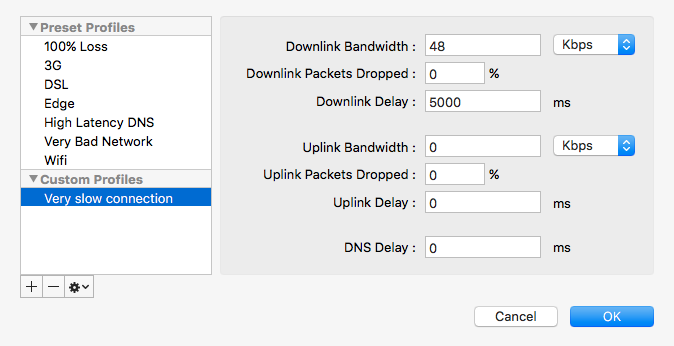 Preset Profiles
100% Loss
3G
DSL
Edge
High Latency DNS
Very Bad Network
Wifi
Custom Profiles
Very slow connection
Downlink Bandwidth : 48 Kbps
Downlink Packets Dropped : 0 %
Downlink Delay : 5000 ms
Uplink Bandwidth : 0 Kbps
Uplink Packets Dropped : 0 %
Uplink Delay : 0 ms
DNS Delay : 0 ms
Cancel OK